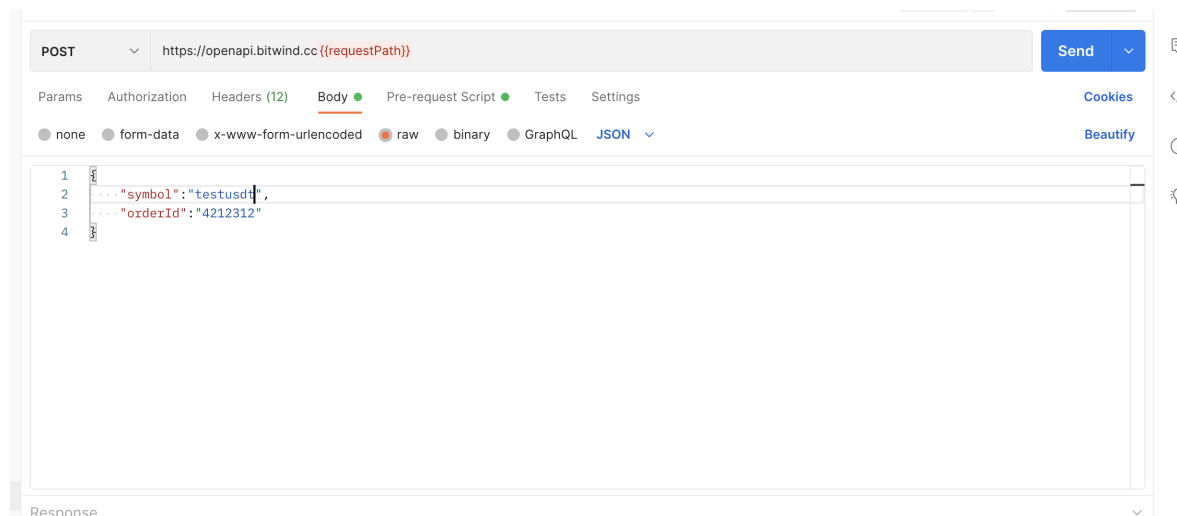 POST https://openapi.bitwind.cc{{requestPath}} Send
Params Authorization Headers (12) Body Pre-request Script Tests Settings Cookies
none form-data x-www-form-urlencoded raw binary GraphQL JSON Beautify
1 {
2 ····"symbol":"testusdt",
3 ····"orderId":"4212312"
4 }
Response